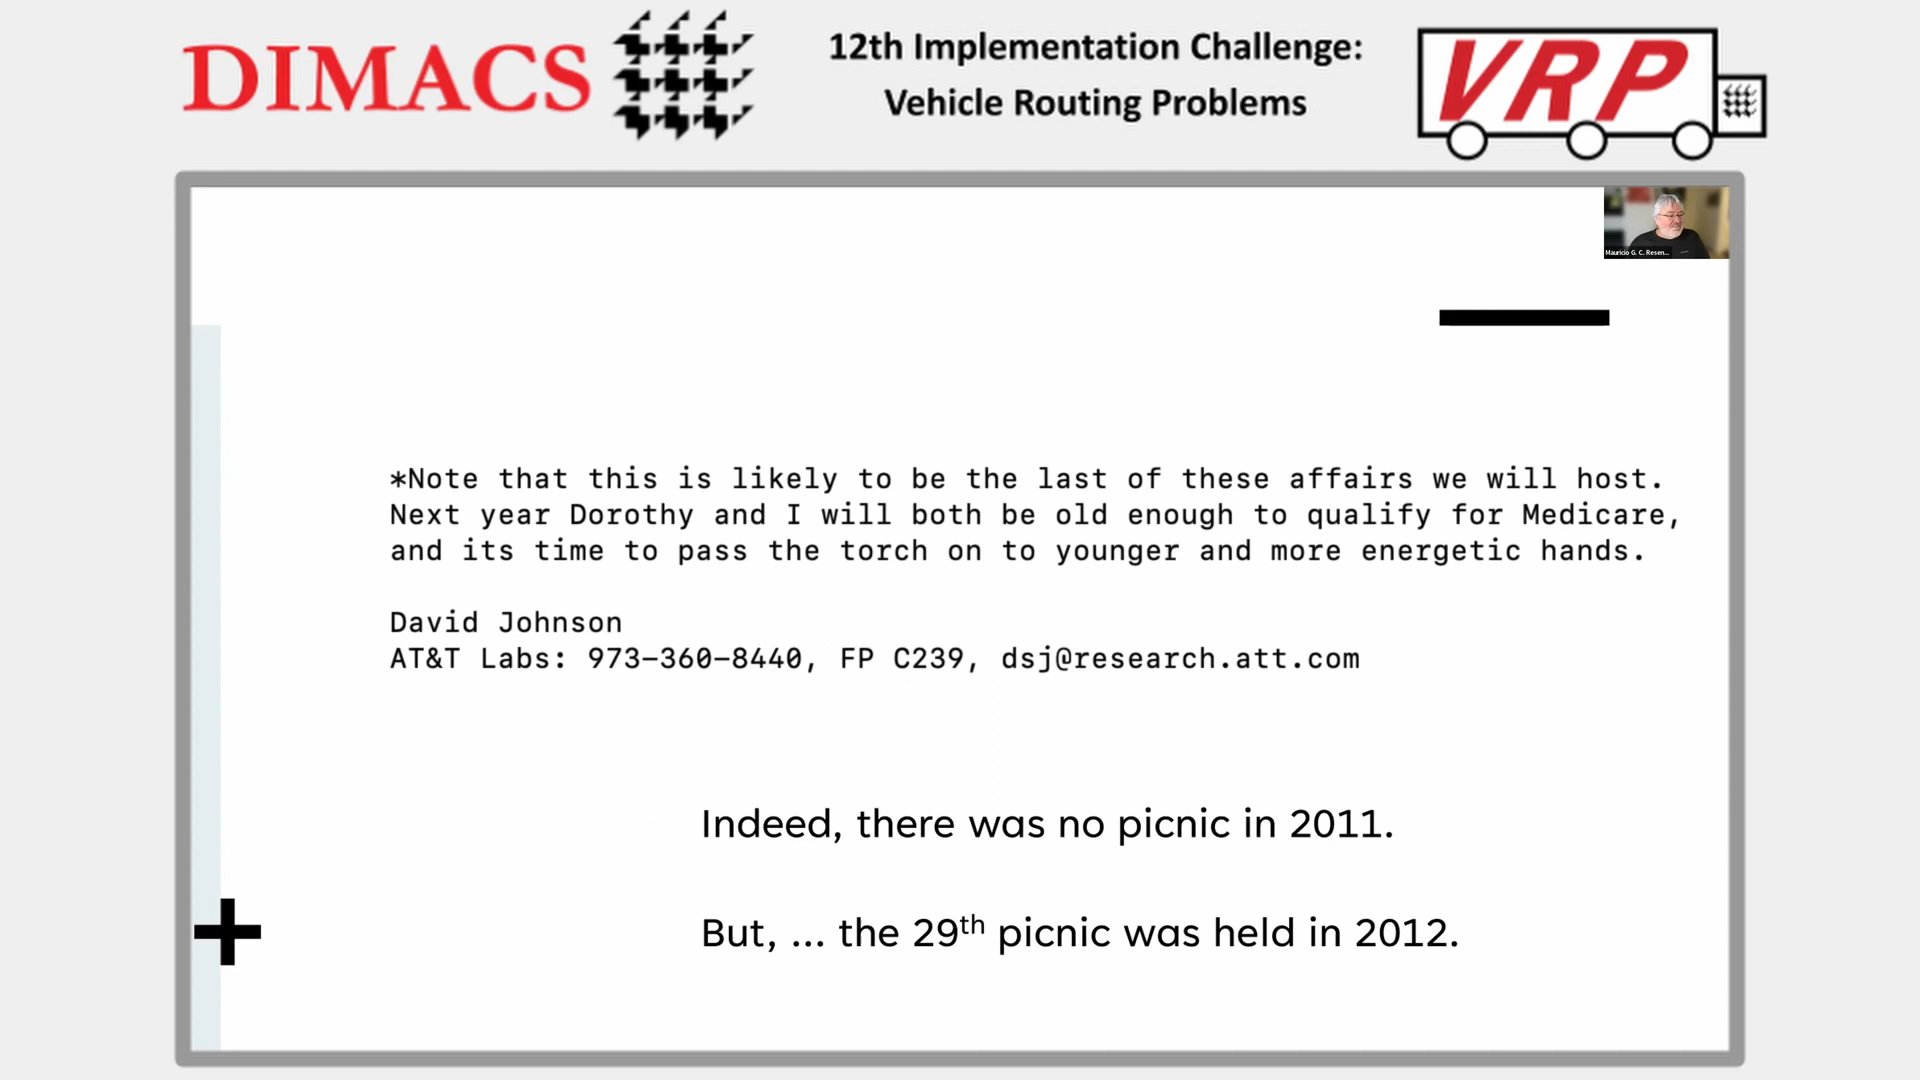 DIMACS
12th Implementation Challenge:
Vehicle Routing Problems
VRP
Mauricio G. C. Resen...
*Note that this is likely to be the last of these affairs we will host.
Next year Dorothy and I will both be old enough to qualify for Medicare,
and its time to pass the torch on to younger and more energetic hands.
David Johnson
AT&T Labs: 973-360-8440, FP C239, dsj@research.att.com
Indeed, there was no picnic in 2011.
But, ... the 29th picnic was held in 2012.